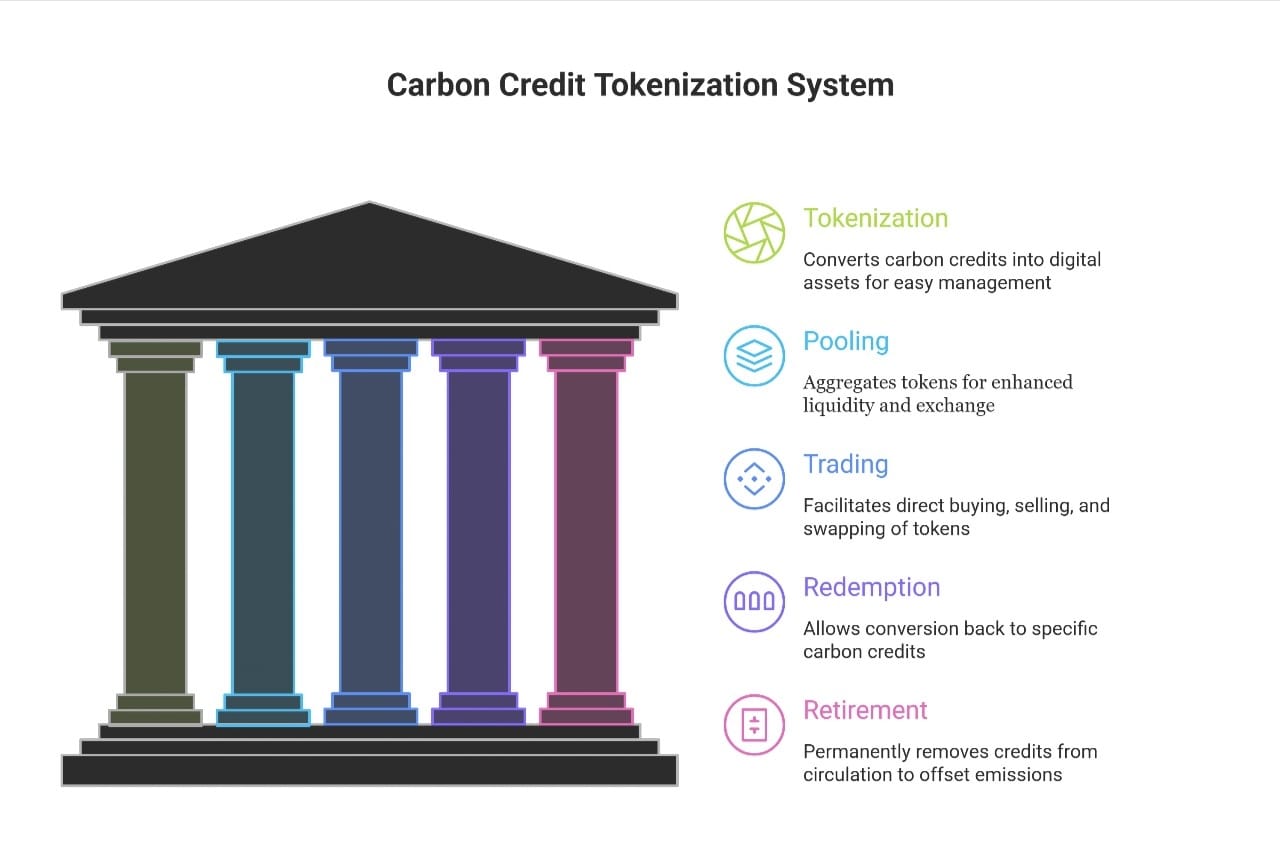 Carbon Credit Tokenization System
Tokenization
Converts carbon credits into digital
assets for easy management
Pooling
Aggregates tokens for enhanced
liquidity and exchange
Trading
Facilitates direct buying, selling, and
swapping of tokens
Redemption
Allows conversion back to specific
carbon credits
Retirement
Permanently removes credits from
circulation to offset emissions